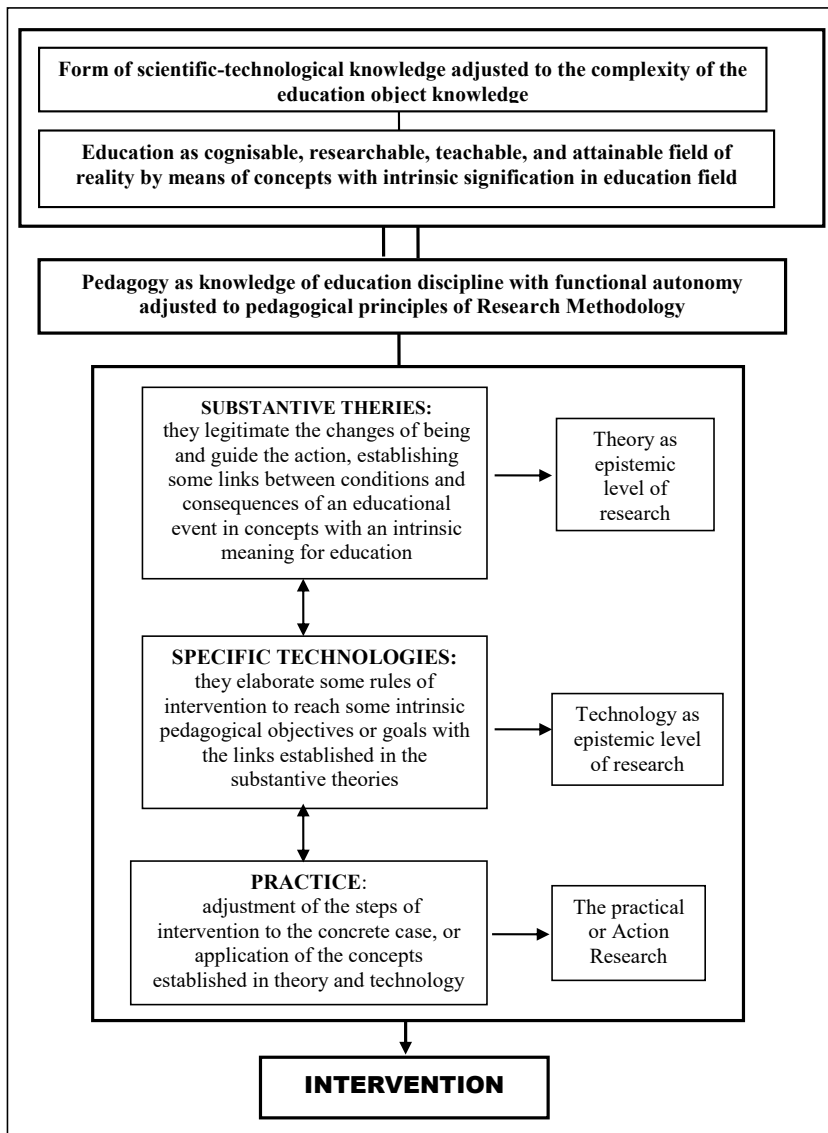 Form of scientific-technological knowledge adjusted to the complexity of the
education object knowledge
Education as cognisable, researchable, teachable, and attainable field of
reality by means of concepts with intrinsic signification in education field
Pedagogy as knowledge of education discipline with functional autonomy
adjusted to pedagogical principles of Research Methodology
SUBSTANTIVE THERIES:
they legitimate the changes of being
and guide the action, establishing
some links between conditions and
consequences of an educational
event in concepts with an intrinsic
meaning for education
Theory as
epistemic
level of
research
SPECIFIC TECHNOLOGIES:
they elaborate some rules of
intervention to reach some intrinsic
pedagogical objectives or goals with
the links established in the
substantive theories
Technology as
epistemic level
of research
PRACTICE:
adjustment of the steps of
intervention to the concrete case, or
application of the concepts
established in theory and technology
The practical
or Action
Research
INTERVENTION